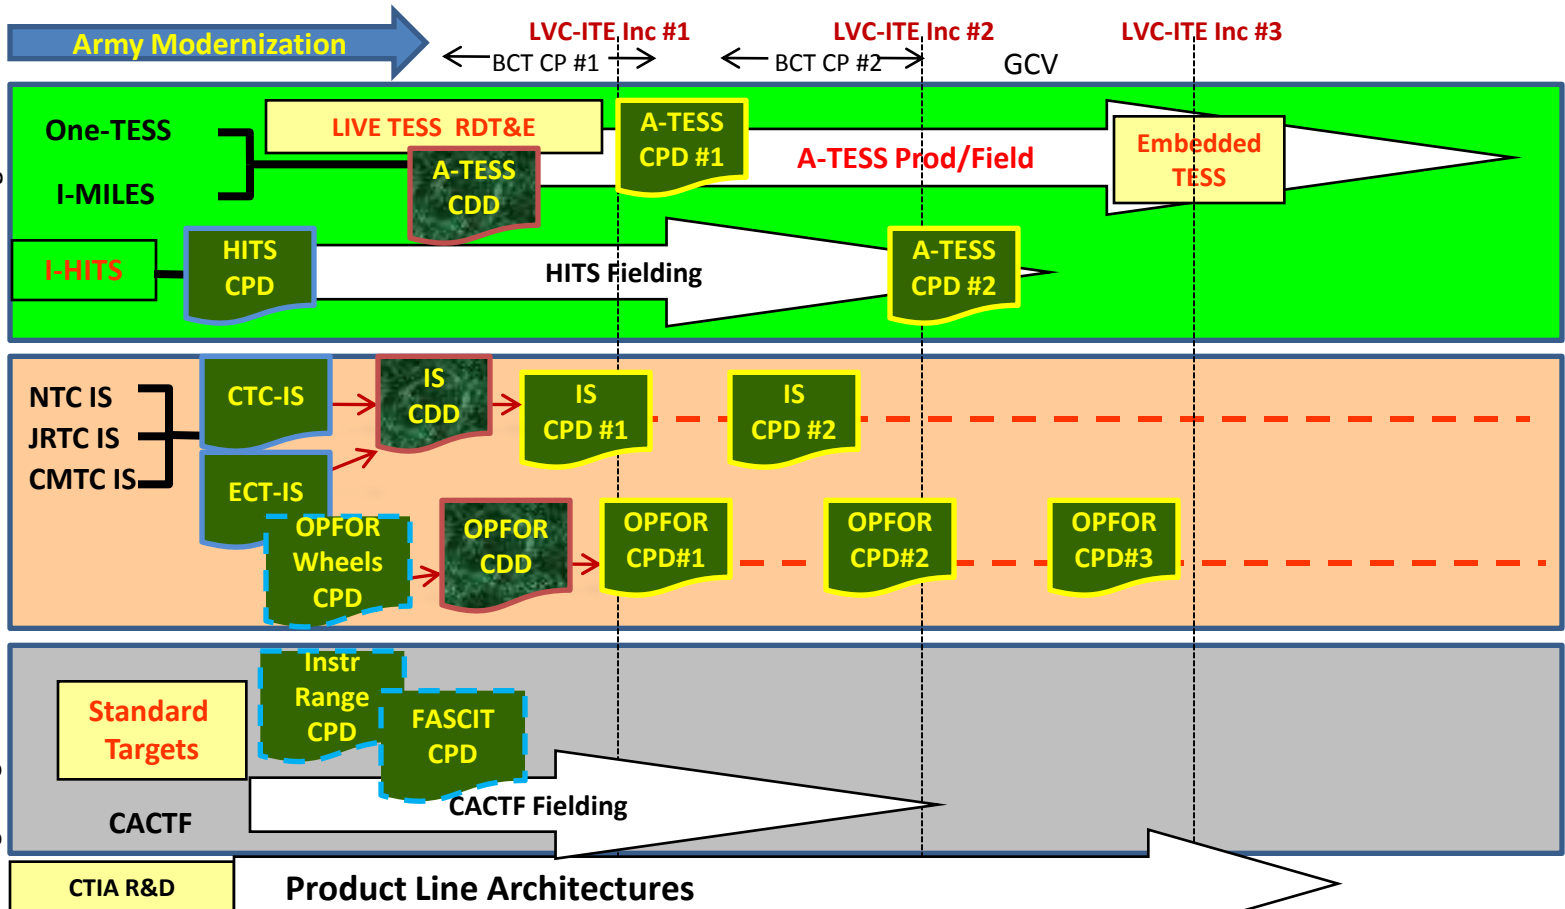 Army Modernization
LVC-ITE Inc #1
LVC-ITE Inc #2
LVC-ITE Inc #3
BCT CP #1
BCT CP #2
GCV
One-TESS
I-MILES
LIVE TESS RDT&E
A-TESS
CDD
A-TESS
CPD #1
A-TESS Prod/Field
Embedded
TESS
I-HITS
HITS
CPD
HITS Fielding
A-TESS
CPD #2
NTC IS
JRTC IS
CMTC IS
CTC-IS
ECT-IS
IS
CDD
IS
CPD #1
IS
CPD #2
OPFOR
Wheels
CPD
OPFOR
CDD
OPFOR
CPD#1
OPFOR
CPD#2
OPFOR
CPD#3
Standard
Targets
Instr
Range
CPD
FASCIT
CPD
CACTF
CACTF Fielding
CTIA R&D
Product Line Architectures